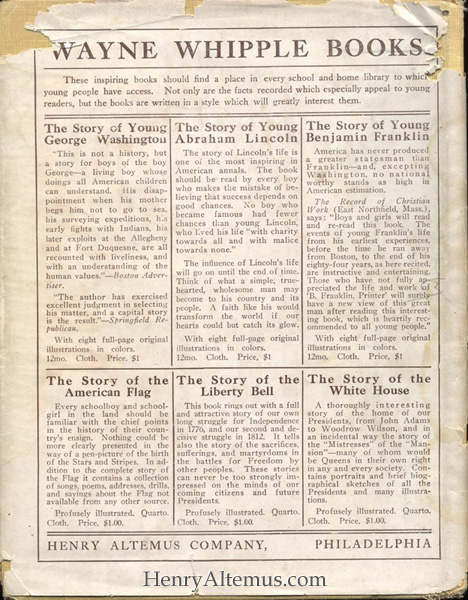 WAYNE WHIPPLE BOOKS
These inspiring books should find a place in every school and home library to which
young people have access. Not only are the facts recorded which especially appeal to young
readers, but the books are written in a style which will greatly interest them.
The Story of Young
George Washington
"This is not a history, but
a story for boys of the boy
George—a living boy whose
doings all American children
can understand. His disap-
pointment when his mother
begs him not to go to sea,
his surveying expeditions, his
early fights with Indians, his
later exploits at the Allegheny
and at Fort Duquesne, are all
recounted with liveliness, and
with an understanding of the
human values."—Boston Adver-
tiser.
"The author has exercised
excellent judgment in selecting
his matter, and a capital story
is the result."—Springfield Re-
publican.
With eight full-page original
illustrations in colors.
12mo. Cloth. Price, $1
The Story of Young
Abraham Lincoln
The story of Lincoln's life is
one of the most inspiring in
American annals. The book
should be read by every boy
who makes the mistake of be-
lieving that success depends on
good chances. No boy who
became famous had fewer
chances than young Lincoln,
who lived his life "with charity
towards all and with malice
towards none."
The influence of Lincoln's life
will go on until the end of time.
Think of what a simple, true-
hearted, wholesome man may
become to his country and its
people. A faith like his would
transform the world if our
hearts could but catch its glow.
With eight full-page original
illustrations in colors.
12mo. Cloth. Price, $1
The Story of Young
Benjamin Franklin
America has never produced
a greater statesman than
Franklin—and, excepting
Washington, no national
worthy stands as high in
American estimation.
The Record of Christian
Work (East Northfield, Mass.),
says: "Boys and girls will read
and re-read this book. The
events of young Franklin's life
from his earliest experiences,
before the time he ran away
from Boston, to the end of his
eighty-four years, as here recited,
are instructive and entertaining.
Those who have not fully ap-
preciated the life and work of
'B. Franklin, Printer' will surely
have a new view of this great
man after reading this interest-
ing book, which is heartily rec-
ommended to all young people."
With eight full-page original
illustrations in colors.
12mo. Cloth. Price, $1
The Story of the
American Flag
Every schoolboy and school-
girl in the land should be
familiar with the chief points
in the history of their coun-
try's ensign. Nothing could be
more clearly presented in the
way of a pen-picture of the birth
of the Stars and Stripes. In ad-
dition to the complete story of
the Flag it contains a collection
of songs, poems, addresses, drills,
and sayings about the Flag not
available from any other source.
Profusely illustrated. Quarto.
Cloth. Price, $1.00.
The Story of the
Liberty Bell
This book rings out with a full
and attractive story of our own
long struggle for Independence
in 1776, and our second and de-
cisive struggle in 1812. It tells
also the story of the sacrifices,
sufferings, and martyrdoms in
the battles for Freedom by
other peoples. These stories
can never be too strongly im-
pressed on the minds of our
coming citizens and future
Presidents.
Profusely illustrated. Quarto.
Cloth. Price, $1.00.
The Story of the
White House
A thoroughly interesting
story of the home of our
Presidents, from John Adams
to Woodrow Wilson, and in
an incidental way the story of
the "Mistresses" of the "Man-
sion"—many of whom would
be Queens in their own right
in any and every society. Con-
tains portraits and brief biog-
raphical sketches of all the
Presidents and many illustra-
tions.
Profusely illustrated. Quarto.
Cloth. Price, $1.00.
HENRY ALTEMUS COMPANY, PHILADELPHIA
HenryAltemus.com